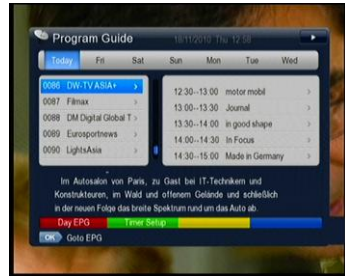 Program Guide
18/11/2010 Thu 12:58
Today Fri Sat Sun Mon Tue Wed
0086 DW-TV ASIA+
0087 Filmax
0088 DM Digital Global T
0089 Eurosportnews
0090 LightsAsia
12:30--13:00 motor mobil
13:00--13:30 Journal
13:30--14:00 in good shape
14:00--14:30 In Focus
14:30--15:00 Made in Germany
Im Autosalon von Paris, zu Gast bei IT-Technikern und
Konstrukteuren, im Wald und offenem Gelände und schließlich
in der neuen Folge das breite Spektrum rund um das Auto ab.
Day EPG Timer Setup
OK Goto EPG